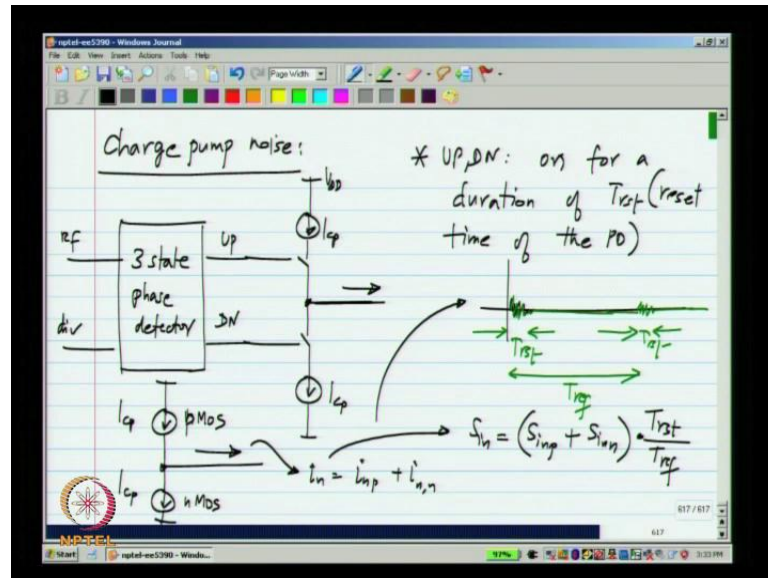 nptel-ee5390 - Windows Journal
File Edit View Insert Actions Tools Help
Page Width
B I
Charge pump noise:
* UP, DN: on for a
duration of Trst (reset
time of the PD)
VDD
Icp
Ref
UP
3 state
phase
detector
div
DN
Icp
Trst
Trst
Tref
Icp
pMOS
Icp
nMOS
in = inp + in,n
Sin = (Sinp + Sinn) · Trst / Tref
617 / 617
617
NPTEL
Start
nptel-ee5390 - Windo...
97%
3:33 PM